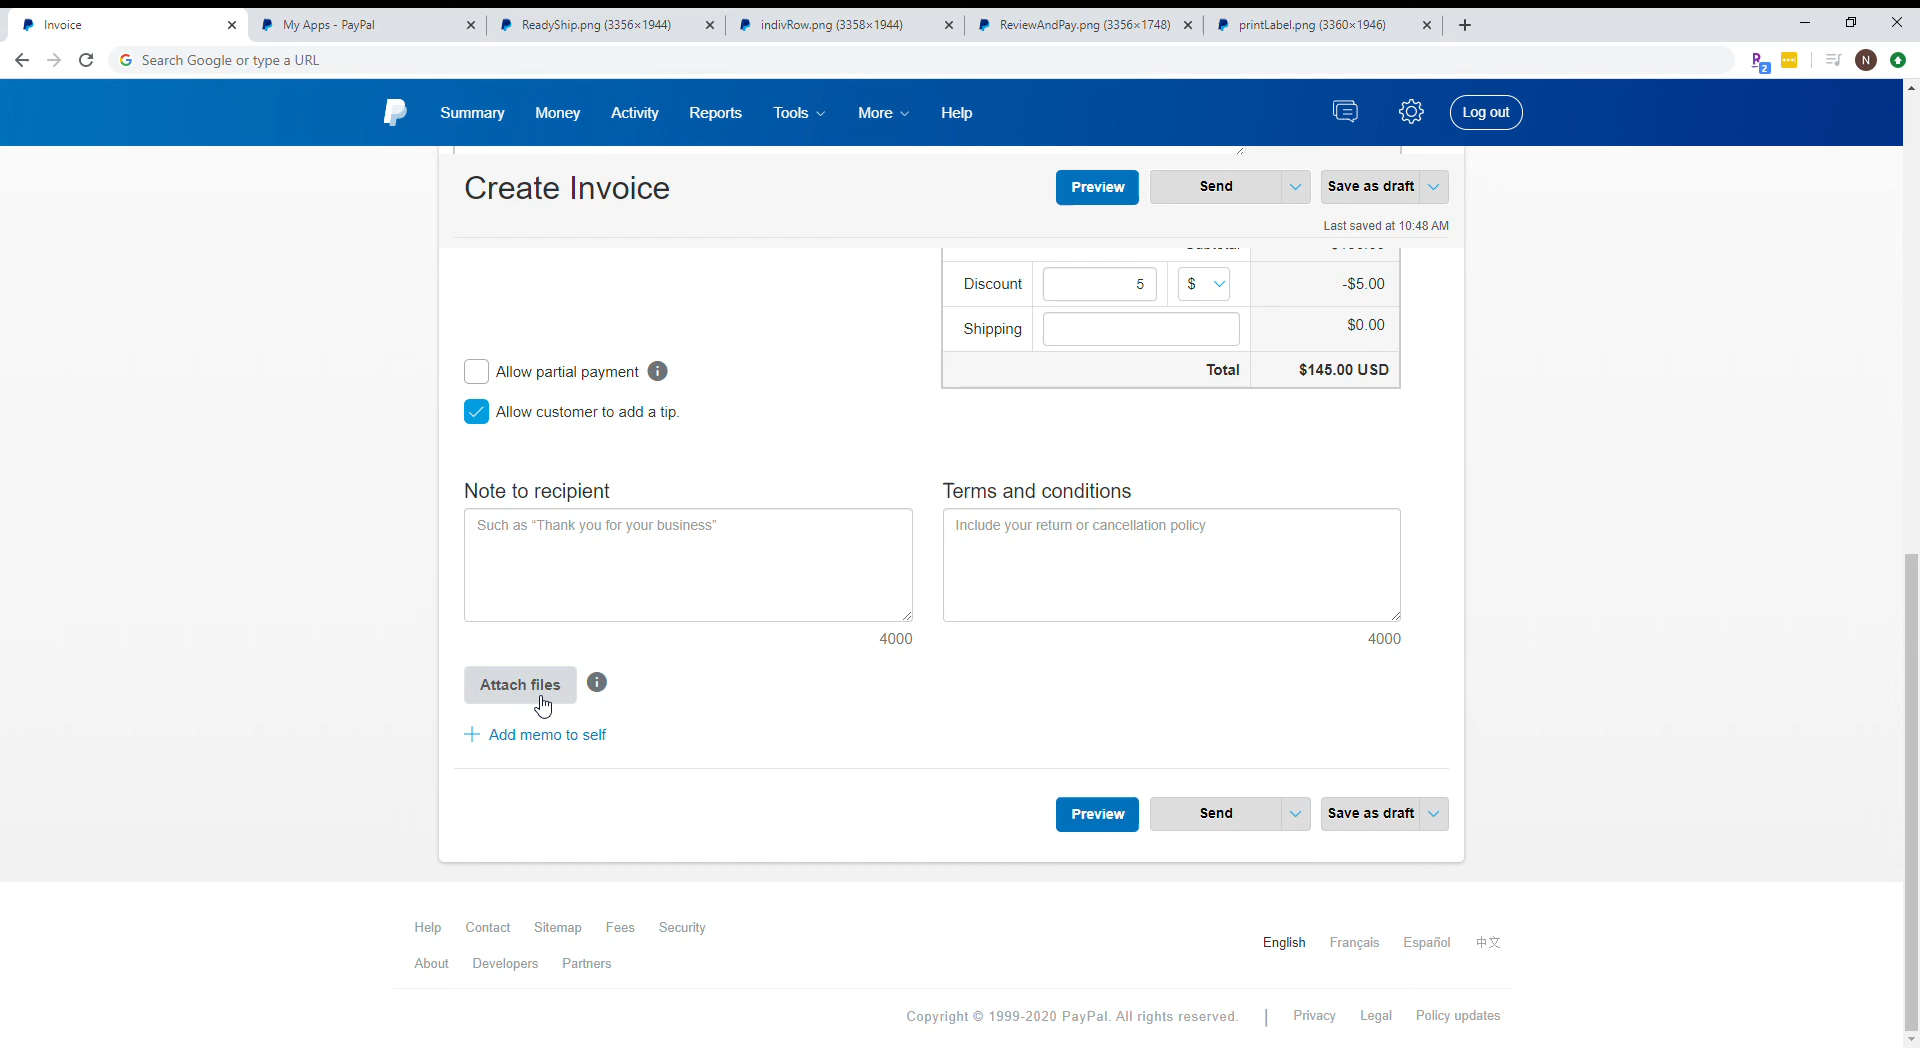 Invoice
My Apps - PayPal
ReadyShip.png (3356×1944)
indivRow.png (3358×1944)
ReviewAndPay.png (3356×1748)
printLabel.png (3360×1946)
Search Google or type a URL
2
N
Summary
Money
Activity
Reports
Tools
More
Help
Log out
Create Invoice
Preview
Send
Save as draft
Last saved at 10:48 AM
Discount
5
$
-$5.00
Shipping
$0.00
Total
$145.00 USD
Allow partial payment
Allow customer to add a tip.
Note to recipient
Terms and conditions
Such as "Thank you for your business"
Include your return or cancellation policy
4000
4000
Attach files
Add memo to self
Preview
Send
Save as draft
Help
Contact
Sitemap
Fees
Security
English
Français
Español
中文
About
Developers
Partners
Copyright © 1999-2020 PayPal. All rights reserved.
Privacy
Legal
Policy updates